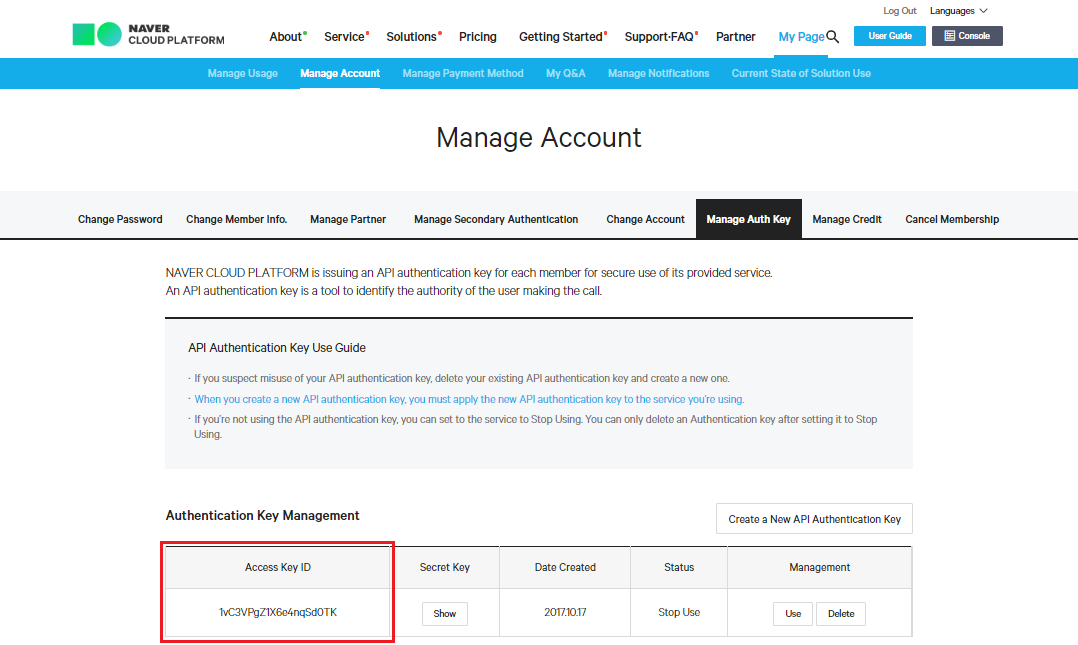 Log Out Languages
NAVER
CLOUD PLATFORM
About Service Solutions Pricing Getting Started Support·FAQ Partner My Page User Guide Console
Manage Usage Manage Account Manage Payment Method My Q&A Manage Notifications Current State of Solution Use
Manage Account
Change Password Change Member Info. Manage Partner Manage Secondary Authentication Change Account Manage Auth Key Manage Credit Cancel Membership
NAVER CLOUD PLATFORM is issuing an API authentication key for each member for secure use of its provided service.
An API authentication key is a tool to identify the authority of the user making the call.
API Authentication Key Use Guide
· If you suspect misuse of your API authentication key, delete your existing API authentication key and create a new one.
· When you create a new API authentication key, you must apply the new API authentication key to the service you're using.
· If you're not using the API authentication key, you can set to the service to Stop Using. You can only delete an Authentication key after setting it to Stop
Using.
Authentication Key Management Create a New API Authentication Key
Access Key ID Secret Key Date Created Status Management
1vC3VPgZ1X6e4nqSd0TK Show 2017.10.17 Stop Use Use Delete